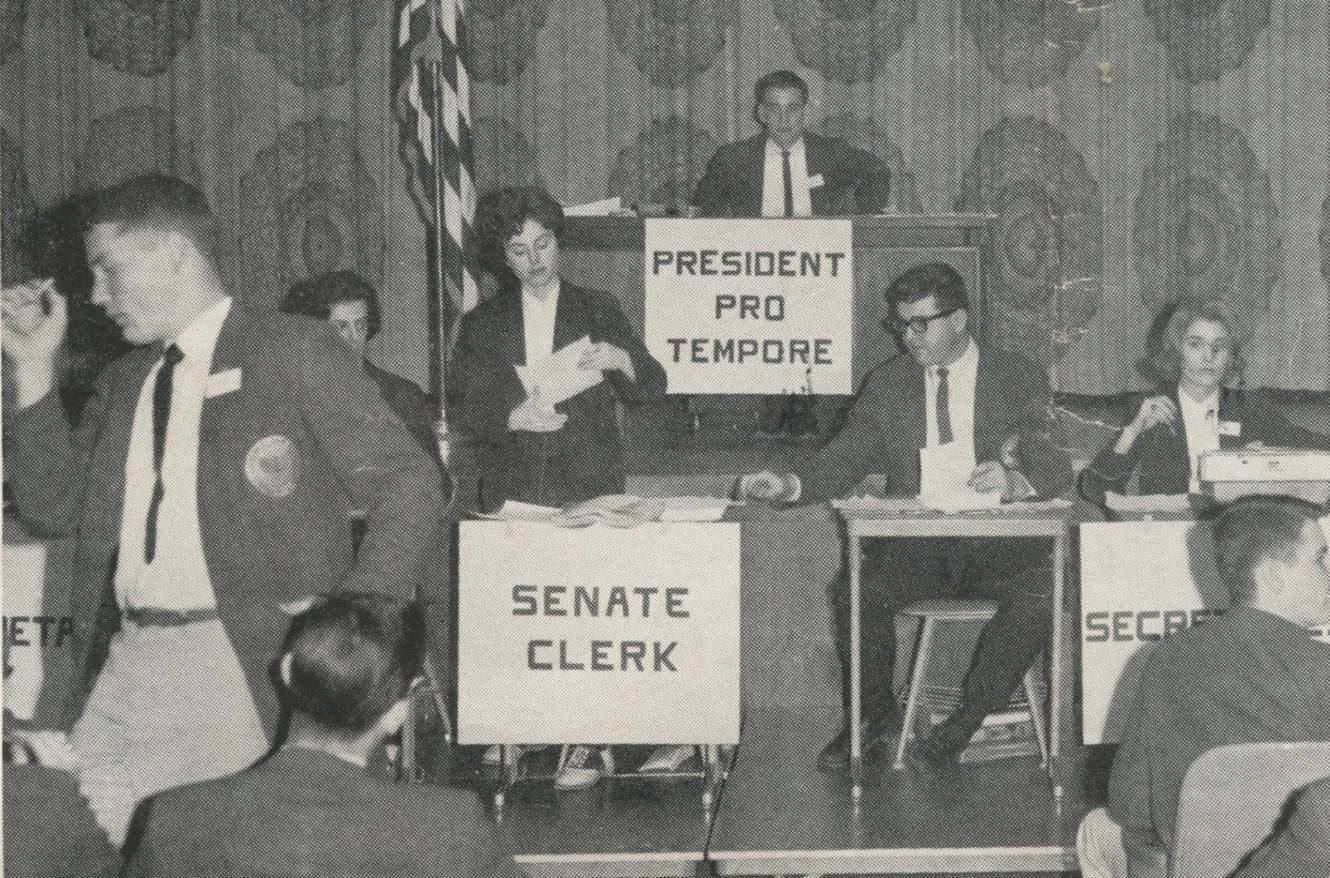 PRESIDENT
PRO
TEMPORE
SENATE
CLERK